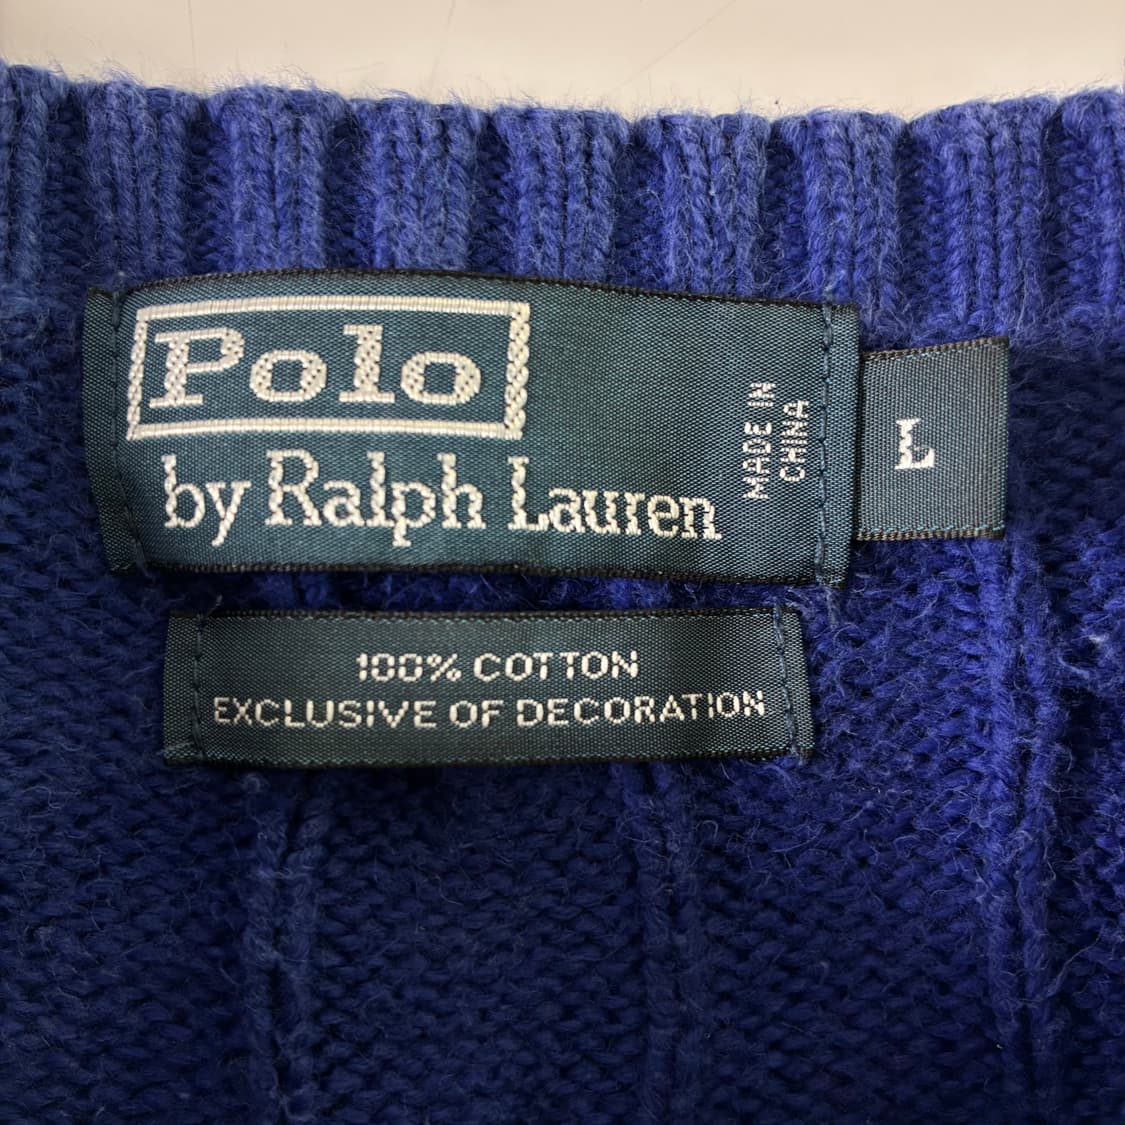 Polo
by Ralph Lauren
MADE IN
CHINA
L
100% COTTON
EXCLUSIVE OF DECORATION